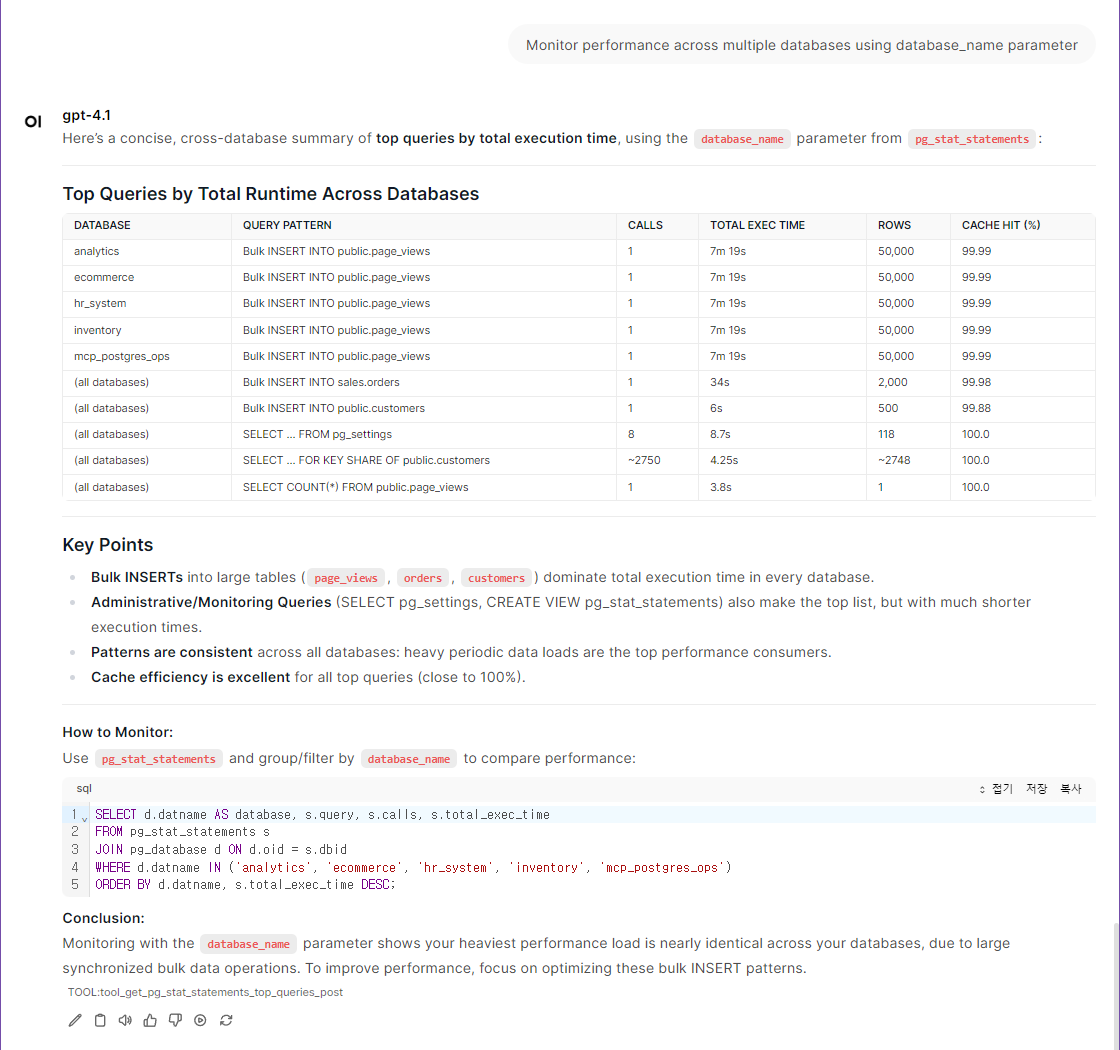 Monitor performance across multiple databases using database_name parameter
OI
gpt-4.1
Here's a concise, cross-database summary of top queries by total execution time, using the database_name parameter from pg_stat_statements :
Top Queries by Total Runtime Across Databases
DATABASE QUERY PATTERN CALLS TOTAL EXEC TIME ROWS CACHE HIT (%)
analytics Bulk INSERT INTO public.page_views 1 7m 19s 50,000 99.99
ecommerce Bulk INSERT INTO public.page_views 1 7m 19s 50,000 99.99
hr_system Bulk INSERT INTO public.page_views 1 7m 19s 50,000 99.99
inventory Bulk INSERT INTO public.page_views 1 7m 19s 50,000 99.99
mcp_postgres_ops Bulk INSERT INTO public.page_views 1 7m 19s 50,000 99.99
(all databases) Bulk INSERT INTO sales.orders 1 34s 2,000 99.98
(all databases) Bulk INSERT INTO public.customers 1 6s 500 99.88
(all databases) SELECT ... FROM pg_settings 8 8.7s 118 100.0
(all databases) SELECT ... FOR KEY SHARE OF public.customers ~2750 4.25s ~2748 100.0
(all databases) SELECT COUNT(*) FROM public.page_views 1 3.8s 1 100.0
Key Points
Bulk INSERTs into large tables ( page_views , orders , customers ) dominate total execution time in every database.
Administrative/Monitoring Queries (SELECT pg_settings, CREATE VIEW pg_stat_statements) also make the top list, but with much shorter
execution times.
Patterns are consistent across all databases: heavy periodic data loads are the top performance consumers.
Cache efficiency is excellent for all top queries (close to 100%).
How to Monitor:
Use pg_stat_statements and group/filter by database_name to compare performance:
sql 접기 저장 복사
1 SELECT d.datname AS database, s.query, s.calls, s.total_exec_time
2 FROM pg_stat_statements s
3 JOIN pg_database d ON d.oid = s.dbid
4 WHERE d.datname IN ('analytics', 'ecommerce', 'hr_system', 'inventory', 'mcp_postgres_ops')
5 ORDER BY d.datname, s.total_exec_time DESC;
Conclusion:
Monitoring with the database_name parameter shows your heaviest performance load is nearly identical across your databases, due to large
synchronized bulk data operations. To improve performance, focus on optimizing these bulk INSERT patterns.
TOOL:tool_get_pg_stat_statements_top_queries_post